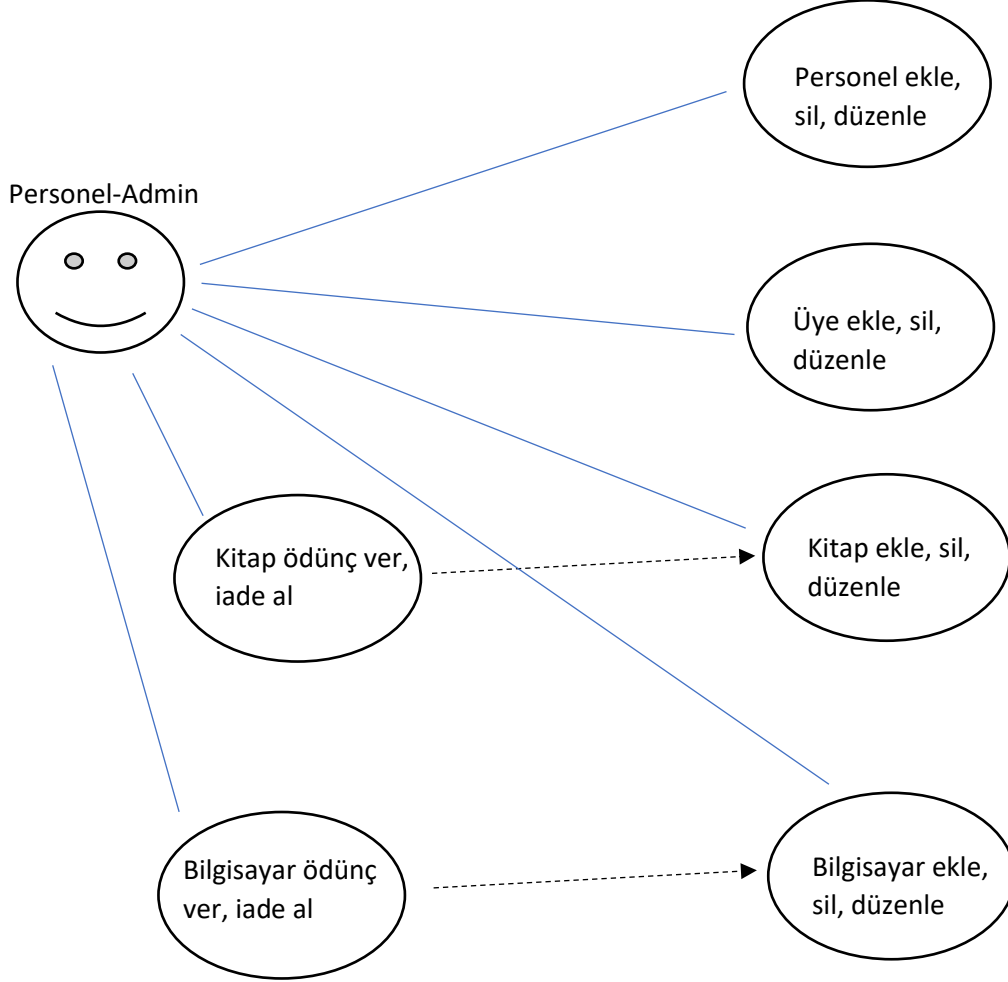 Personel ekle,
sil, düzenle
Personel-Admin
Üye ekle, sil,
düzenle
Kitap ödünç ver,
iade al
Kitap ekle, sil,
düzenle
Bilgisayar ödünç
ver, iade al
Bilgisayar ekle,
sil, düzenle